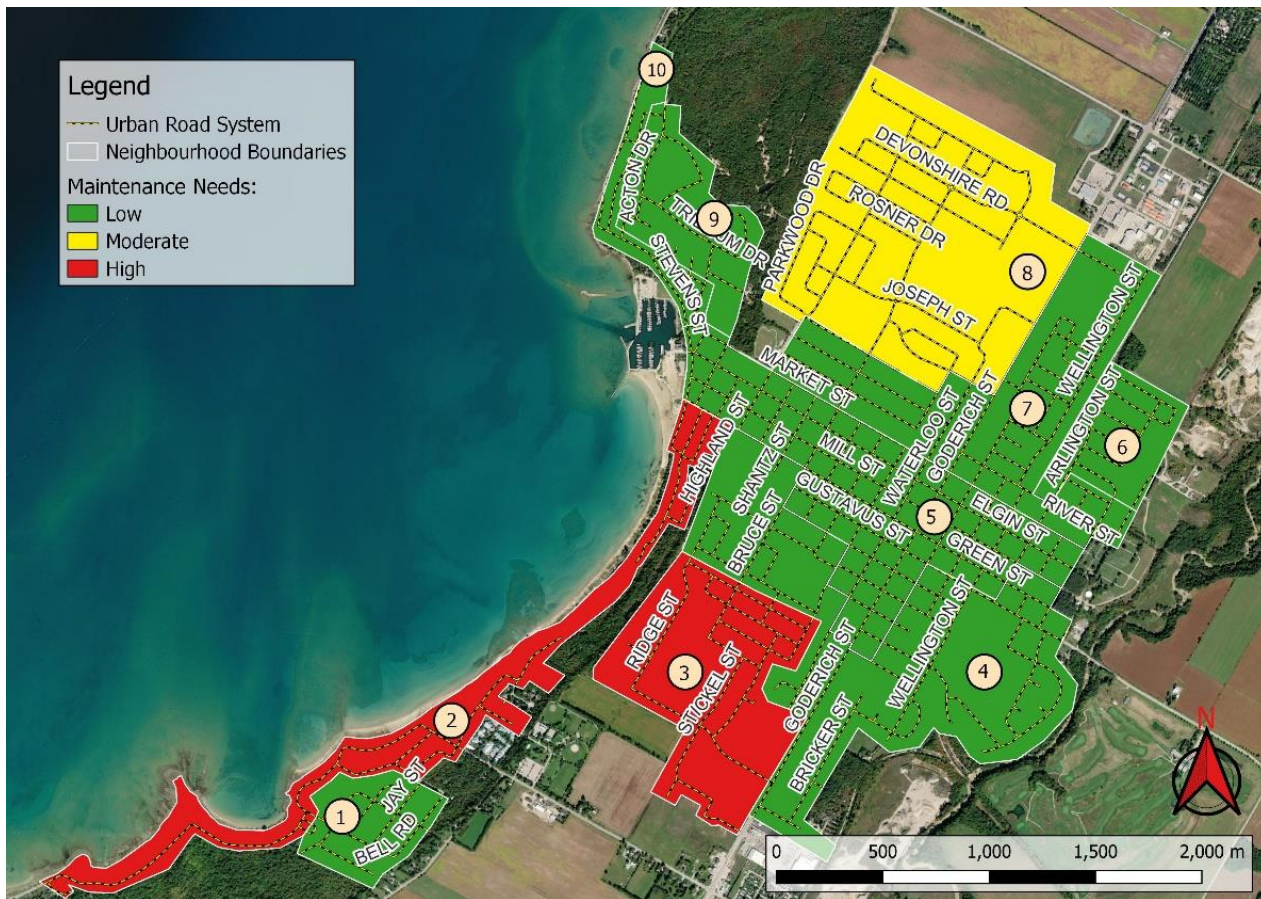 Legend
Urban Road System
Neighbourhood Boundaries
Maintenance Needs:
Low
Moderate
High
10
ACTON DR
9
TRILLIUM DR
STEVENS ST
PARKWOOD DR
DEVONSHIRE RD
ROSNER DR
8
JOSEPH ST
MARKET ST
WATERLOO ST
GODERICH ST
WELLINGTON ST
7
ARLINGTON ST
6
HIGHLAND ST
SHANTZ ST
MILL ST
GUSTAVUS ST
BRUCE ST
5
ELGIN ST
RIVER ST
GREEN ST
RIDGE ST
3
STICKEL ST
GODERICH ST
WELLINGTON ST
4
BRICKER ST
2
JAY ST
1
BELL RD
N
0 500 1,000 1,500 2,000 m